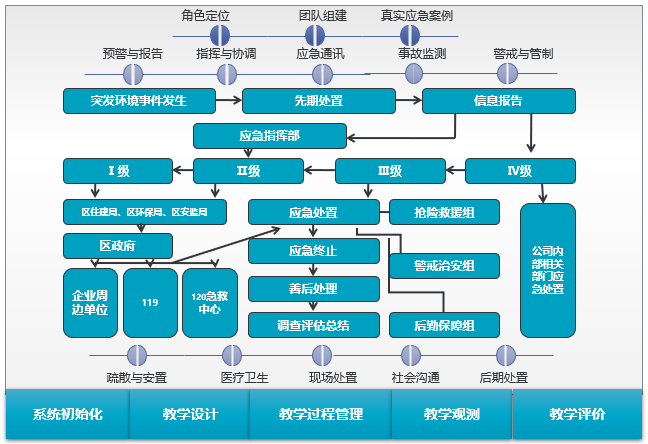 角色定位 团队组建 真实应急案例
预警与报告 指挥与协调 应急通讯 事故监测 警戒与管制
突发环境事件发生 先期处置 信息报告
应急指挥部
Ⅰ级 Ⅱ级 Ⅲ级 Ⅳ级
区住建局、区环保局、区安监局 应急处置 抢险救援组
区政府
应急终止
公司内
部相关
部门应
急处置
警戒治安组
企业周
边单位
119
120急救
中心
善后处理
调查评估总结 后勤保障组
疏散与安置 医疗卫生 现场处置 社会沟通 后期处置
系统初始化 教学设计 教学过程管理 教学观测 教学评价